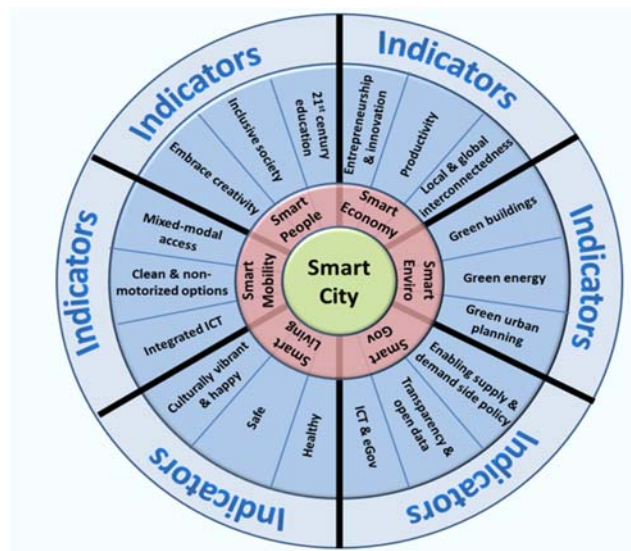 Smart
City
Smart
Economy
Smart
Enviro
Smart
Gov
Smart
Living
Smart
Mobility
Smart
People
Indicators
Entrepreneurship
& innovation
Productivity
Local & global
interconnectedness
Indicators
Green buildings
Green energy
Green urban
planning
Indicators
Enabling supply &
demand side policy
Transparency &
open data
ICT & eGov
Indicators
Healthy
Safe
Culturally vibrant
& happy
Indicators
Integrated ICT
Clean & non-
motorized options
Mixed-modal
access
Indicators
Embrace creativity
Inclusive society
21st century
education